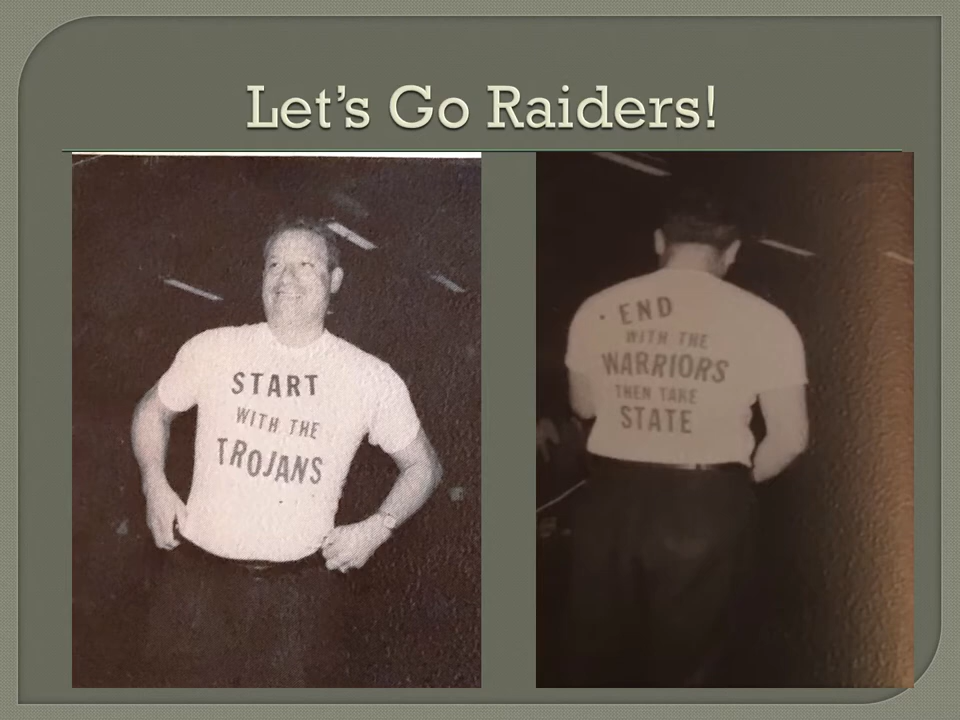 Let's Go Raiders!
START
WITH THE
TROJANS
END
WITH THE
WARRIORS
THEN TAKE
STATE